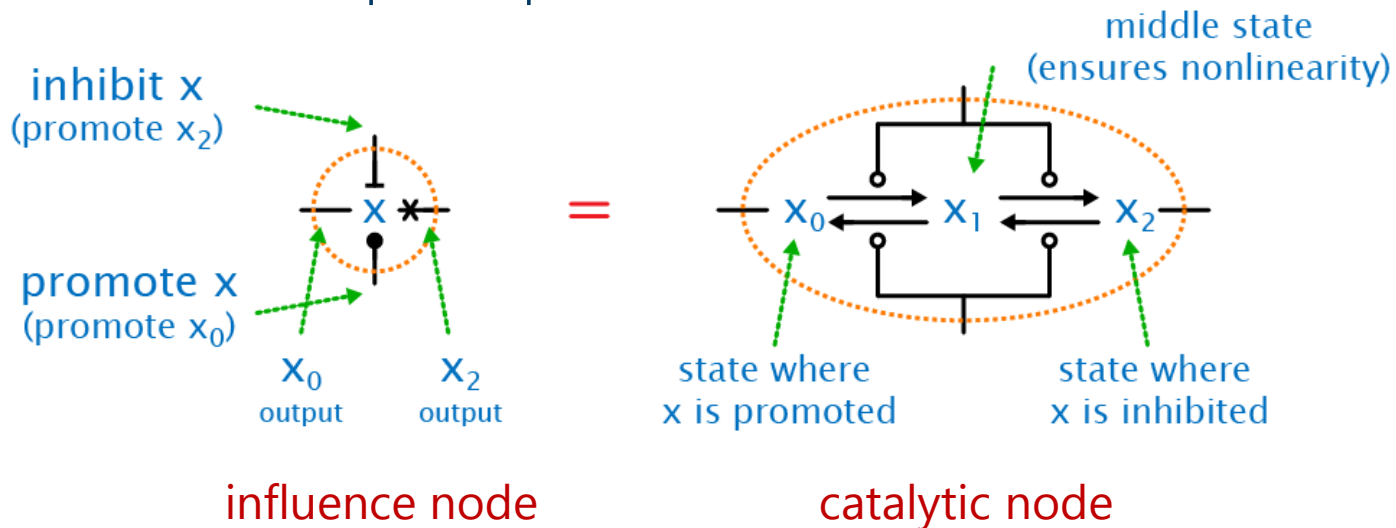 middle state
(ensures nonlinearity)
inhibit x
(promote x₂)
x
=
x₀
x₁
x₂
promote x
(promote x₀)
x₀
output
x₂
output
state where
x is promoted
state where
x is inhibited
influence node
catalytic node